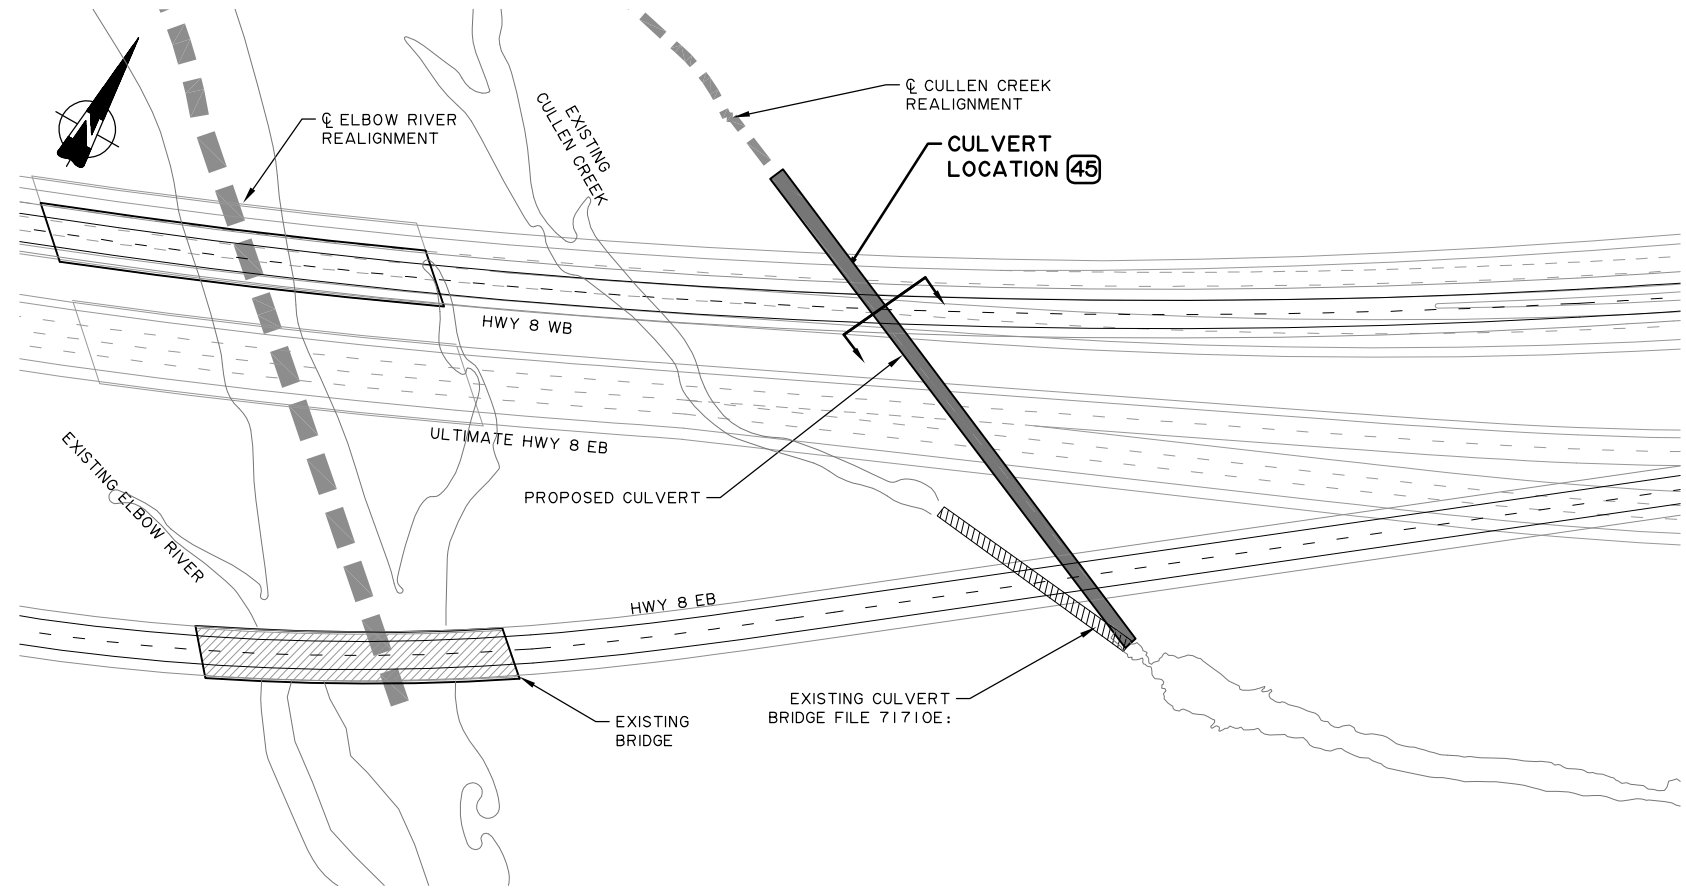 ℄ CULLEN CREEK
REALIGNMENT
℄ ELBOW RIVER
REALIGNMENT
EXISTING
CULLEN CREEK
CULVERT
LOCATION 45
N
HWY 8 WB
ULTIMATE HWY 8 EB
EXISTING ELBOW RIVER
PROPOSED CULVERT
HWY 8 EB
EXISTING CULVERT
BRIDGE FILE 71710E:
EXISTING
BRIDGE